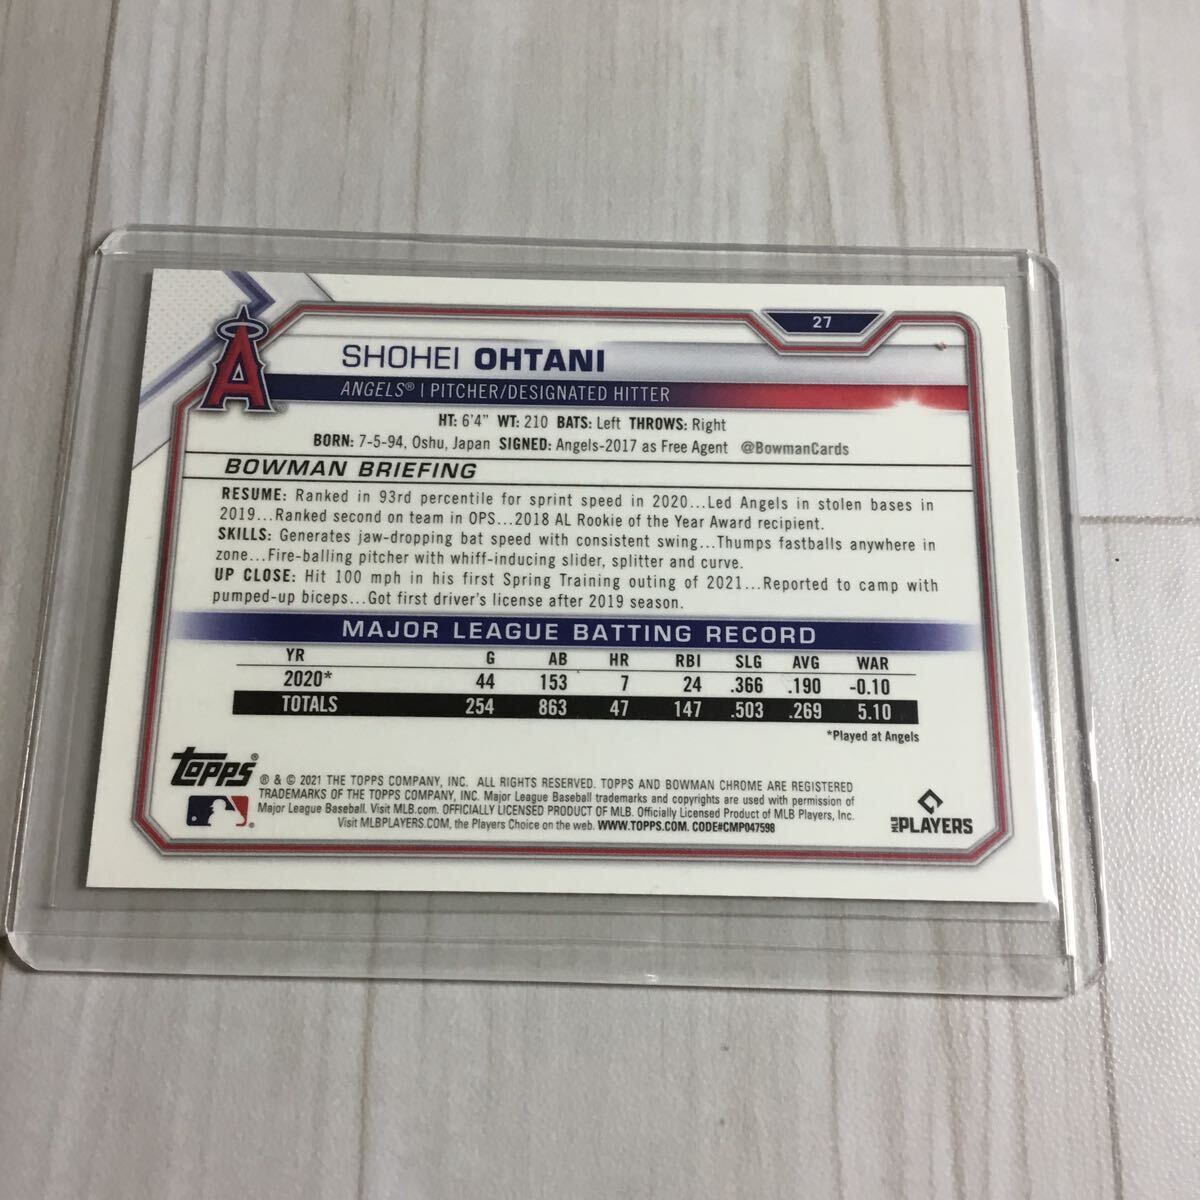 27
SHOHEI OHTANI
A
ANGELS® | PITCHER/DESIGNATED HITTER
HT: 6'4" WT: 210 BATS: Left THROWS: Right
BORN: 7-5-94, Oshu, Japan SIGNED: Angels-2017 as Free Agent @BowmanCards
BOWMAN BRIEFING
RESUME: Ranked in 93rd percentile for sprint speed in 2020...Led Angels in stolen bases in
2019...Ranked second on team in OPS...2018 AL Rookie of the Year Award recipient.
SKILLS: Generates jaw-dropping bat speed with consistent swing...Thumps fastballs anywhere in
zone...Fire-balling pitcher with whiff-inducing slider, splitter and curve.
UP CLOSE: Hit 100 mph in his first Spring Training outing of 2021...Reported to camp with
pumped-up biceps...Got first driver's license after 2019 season.
MAJOR LEAGUE BATTING RECORD
YR G AB HR RBI SLG AVG WAR
2020* 44 153 7 24 .366 .190 -0.10
TOTALS 254 863 47 147 .503 .269 5.10
*Played at Angels
topps®
® & © 2021 THE TOPPS COMPANY, INC. ALL RIGHTS RESERVED. TOPPS AND BOWMAN CHROME ARE REGISTERED
TRADEMARKS OF THE TOPPS COMPANY, INC. Major League Baseball trademarks and copyrights are used with permission of
Major League Baseball. Visit MLB.com. OFFICIALLY LICENSED PRODUCT OF MLB. Officially Licensed Product of MLB Players, Inc.
Visit MLBPLAYERS.COM, the Players Choice on the web. WWW.TOPPS.COM. CODE#CMP047598
MLB PLAYERS